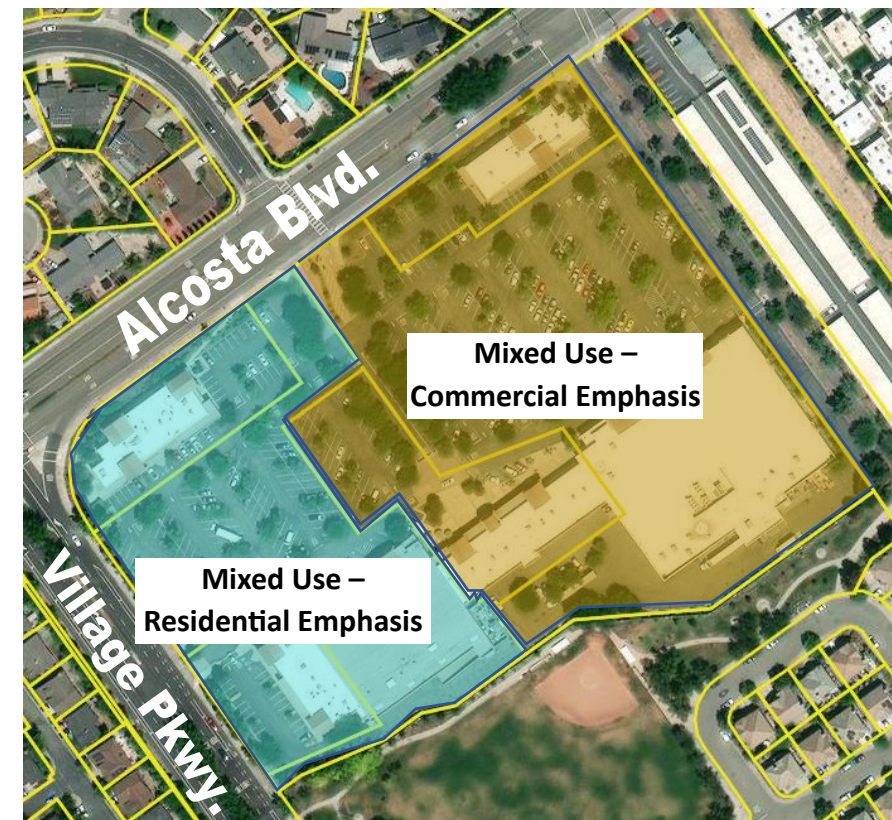 Alcosta Blvd.
Mixed Use –
Commercial Emphasis
Mixed Use –
Residential Emphasis
Village Pkwy.